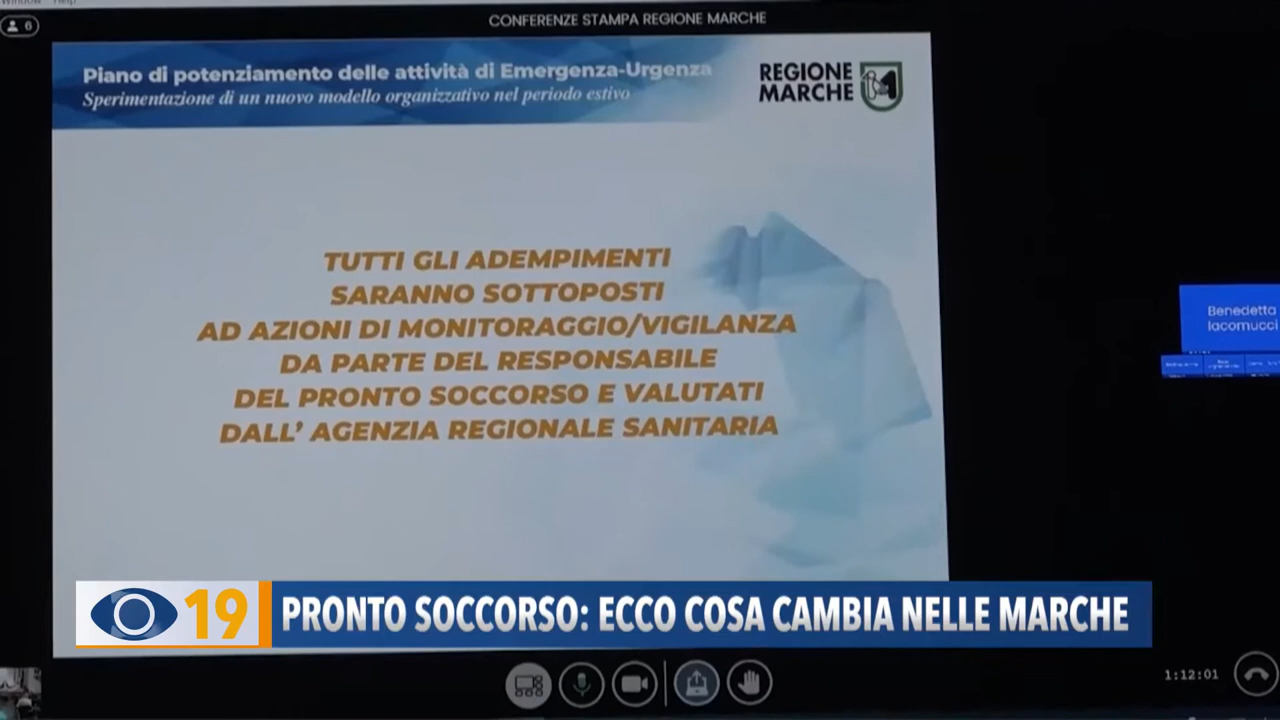 Window Help
6
CONFERENZE STAMPA REGIONE MARCHE
Piano di potenziamento delle attività di Emergenza-Urgenza
Sperimentazione di un nuovo modello organizzativo nel periodo estivo
REGIONE
MARCHE
TUTTI GLI ADEMPIMENTI
SARANNO SOTTOPOSTI
AD AZIONI DI MONITORAGGIO/VIGILANZA
DA PARTE DEL RESPONSABILE
DEL PRONTO SOCCORSO E VALUTATI
DALL' AGENZIA REGIONALE SANITARIA
Benedetta
Iacomucci
19
PRONTO SOCCORSO: ECCO COSA CAMBIA NELLE MARCHE
1:12:01